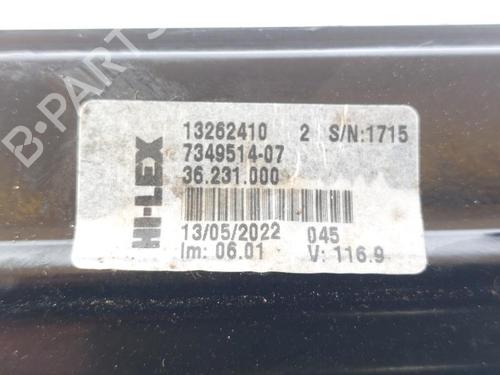 B-PARTS
HI-LEX
13262410 2 S/N:1715
7349514-07
36.231.000
13/05/2022 045
Im: 06.01 V: 116.9